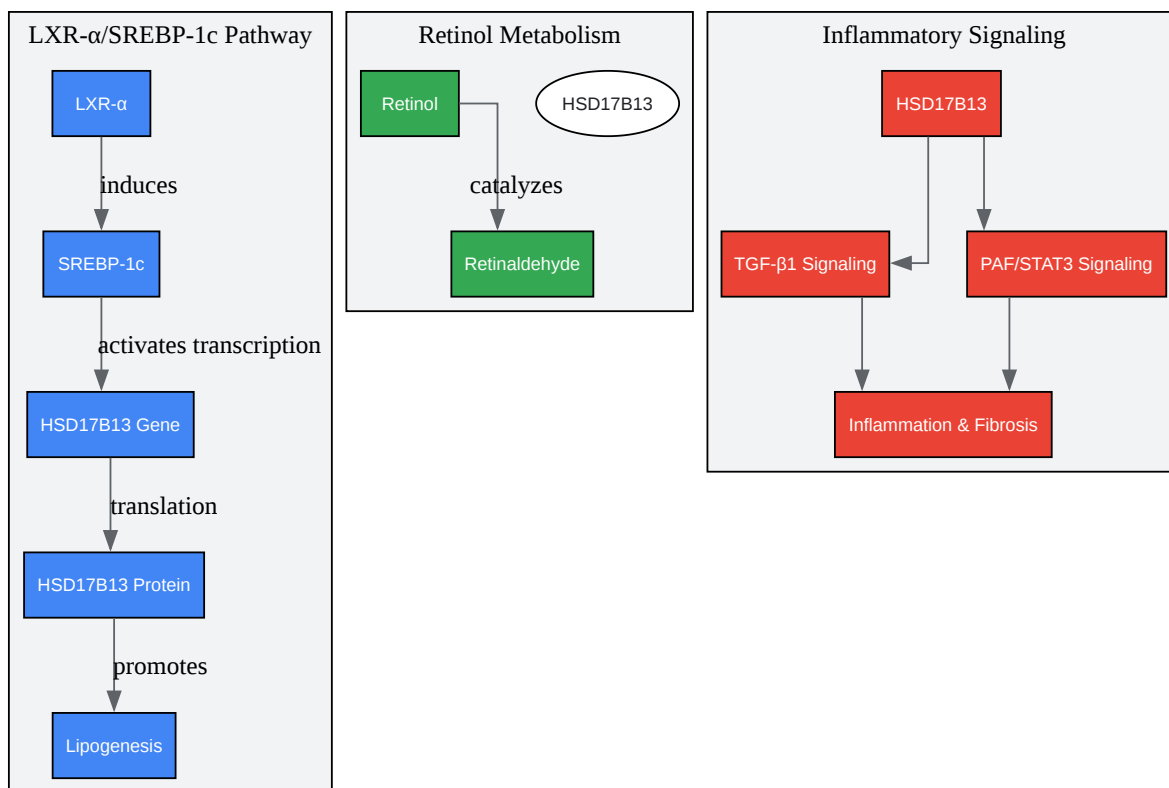 LXR-α/SREBP-1c Pathway
LXR-α
induces
SREBP-1c
activates transcription
HSD17B13 Gene
translation
HSD17B13 Protein
promotes
Lipogenesis
Retinol Metabolism
Retinol
HSD17B13
catalyzes
Retinaldehyde
Inflammatory Signaling
HSD17B13
TGF-β1 Signaling
PAF/STAT3 Signaling
Inflammation & Fibrosis